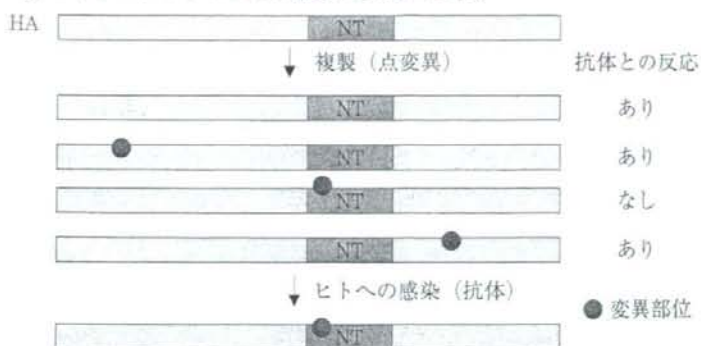 HA NT
複製（点変異） 抗体との反応
NT あり
NT あり
NT なし
NT あり
ヒトへの感染（抗体）
変異部位
NT